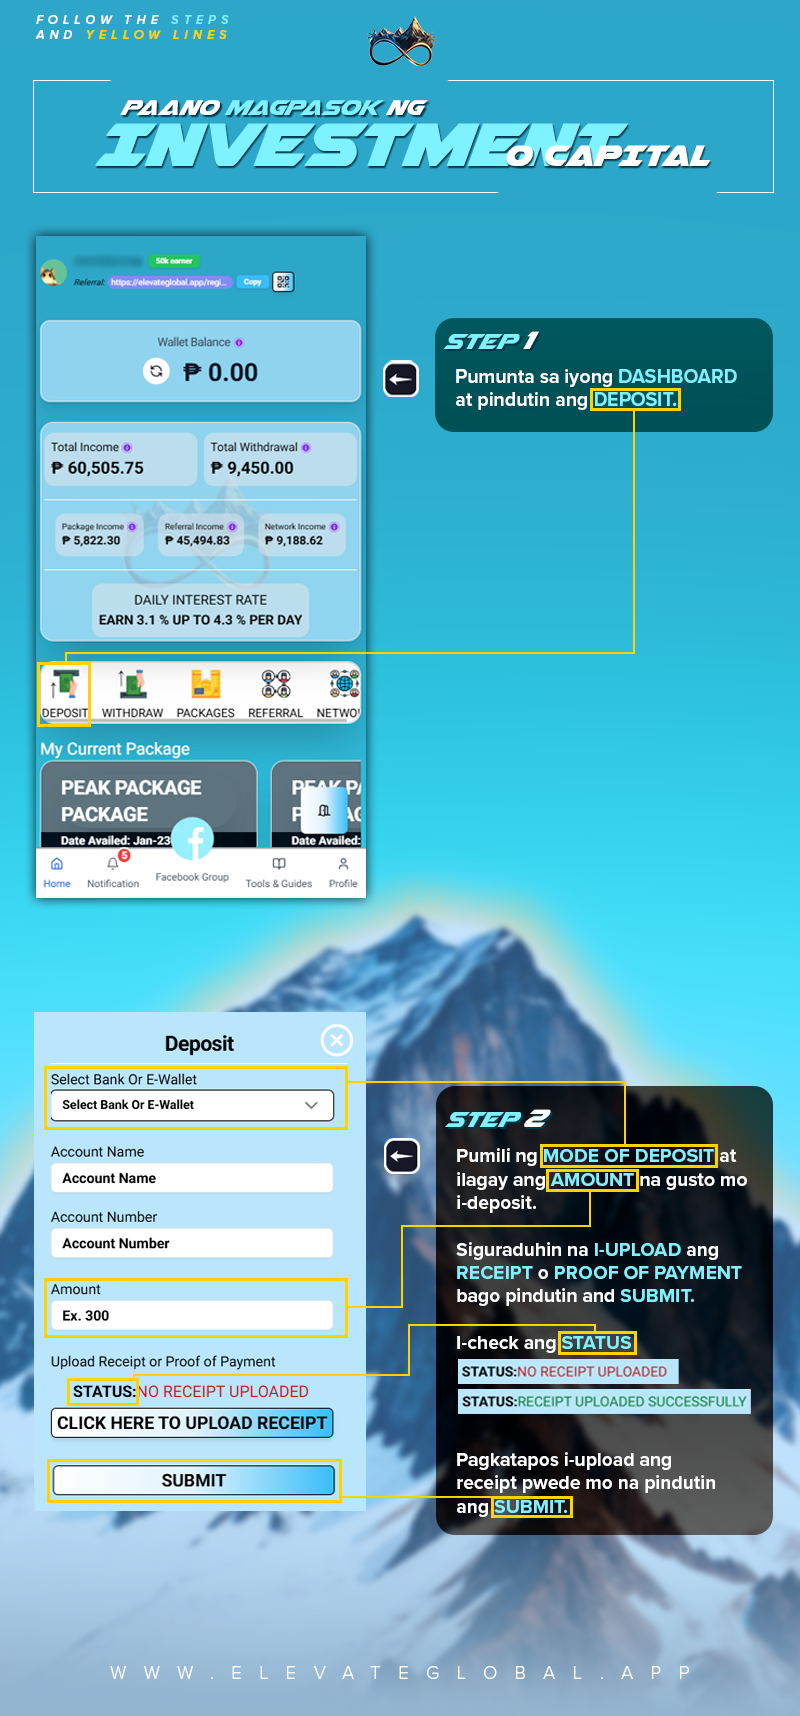 FOLLOW THE STEPS
AND YELLOW LINES
PAANO MAGPASOK NG
INVESTMENT
O CAPITAL
50k earner
Referral: https://elevateglobal.app/regi... Copy
Wallet Balance
₱ 0.00
Total Income
₱ 60,505.75
Total Withdrawal
₱ 9,450.00
Package Income
₱ 5,822.30
Referral Income
₱ 45,494.83
Network Income
₱ 9,188.62
DAILY INTEREST RATE
EARN 3.1 % UP TO 4.3 % PER DAY
DEPOSIT WITHDRAW PACKAGES REFERRAL NETWO
My Current Package
PEAK PACKAGE
PACKAGE
Date Availed: Jan-23
PEAK PA
PACKAG
Date Availed:
5
Home Notification Facebook Group Tools & Guides Profile
STEP 1
Pumunta sa iyong DASHBOARD
at pindutin ang DEPOSIT.
Deposit
Select Bank Or E-Wallet
Select Bank Or E-Wallet
Account Name
Account Name
Account Number
Account Number
Amount
Ex. 300
Upload Receipt or Proof of Payment
STATUS:NO RECEIPT UPLOADED
CLICK HERE TO UPLOAD RECEIPT
SUBMIT
STEP 2
Pumili ng MODE OF DEPOSIT at
ilagay ang AMOUNT na gusto mo
i-deposit.
Siguraduhin na I-UPLOAD ang
RECEIPT o PROOF OF PAYMENT
bago pindutin and SUBMIT.
I-check ang STATUS
STATUS:NO RECEIPT UPLOADED
STATUS:RECEIPT UPLOADED SUCCESSFULLY
Pagkatapos i-upload ang
receipt pwede mo na pindutin
ang SUBMIT.
WWW.ELEVATEGLOBAL.APP